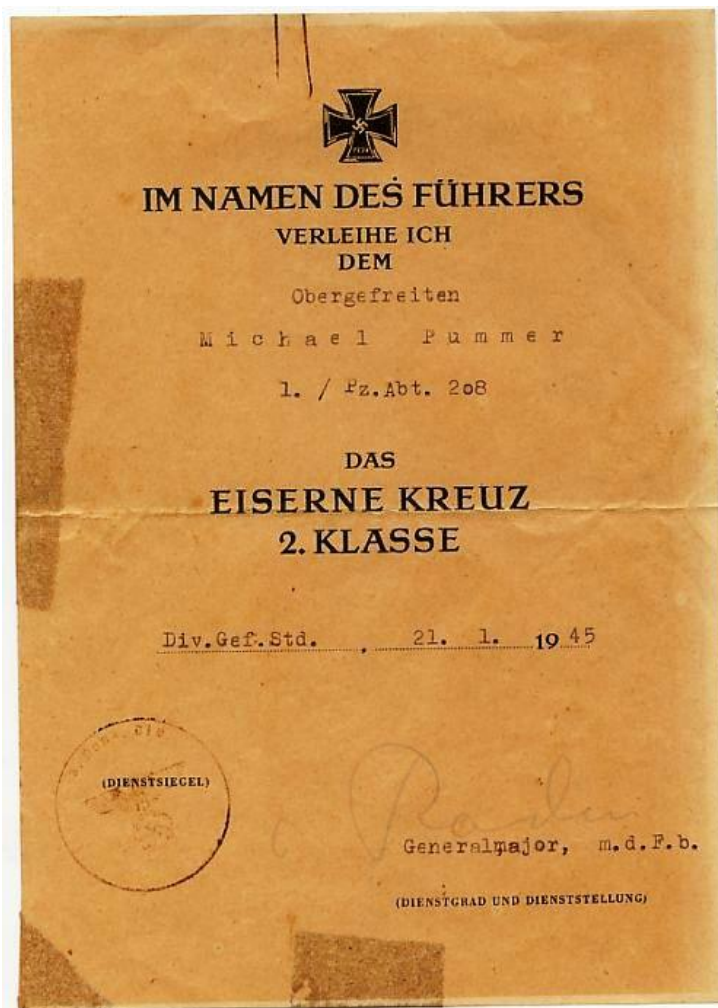 IM NAMEN DES FÜHRERS
VERLEIHE ICH
DEM
Obergefreiten
Michael Pummer
1. / Pz.Abt. 208
DAS
EISERNE KREUZ
2. KLASSE
Div.Gef.Std. , 21. 1. 1945
(DIENSTSIEGEL)
Generalmajor, m.d.F.b.
(DIENSTGRAD UND DIENSTSTELLUNG)